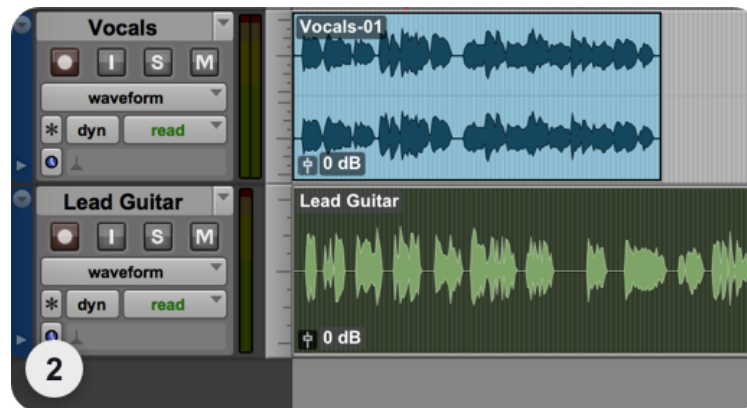 Vocals
I S M
waveform
* dyn read
Vocals-01
0 dB
Lead Guitar
I S M
waveform
* dyn read
Lead Guitar
0 dB
2